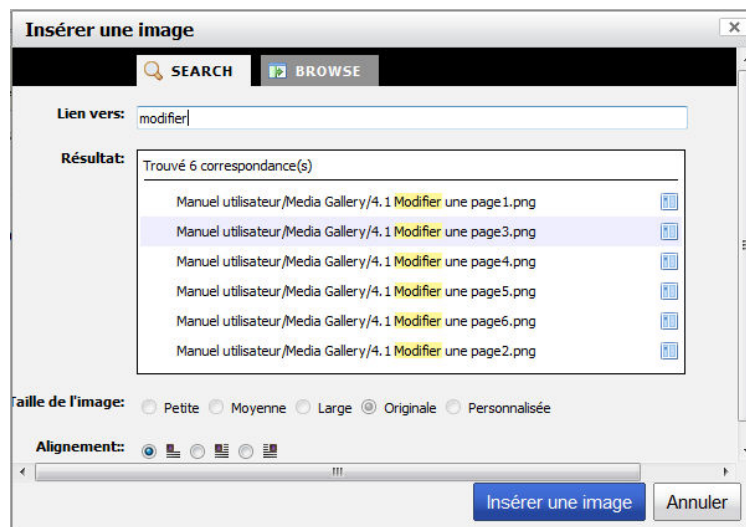 Insérer une image
SEARCH BROWSE
Lien vers: modifier
Résultat: Trouvé 6 correspondance(s)
Manuel utilisateur/Media Gallery/4.1 Modifier une page1.png
Manuel utilisateur/Media Gallery/4.1 Modifier une page3.png
Manuel utilisateur/Media Gallery/4.1 Modifier une page4.png
Manuel utilisateur/Media Gallery/4.1 Modifier une page5.png
Manuel utilisateur/Media Gallery/4.1 Modifier une page6.png
Manuel utilisateur/Media Gallery/4.1 Modifier une page2.png
Taille de l'image: Petite Moyenne Large Originale Personnalisée
Alignement::
Insérer une image Annuler